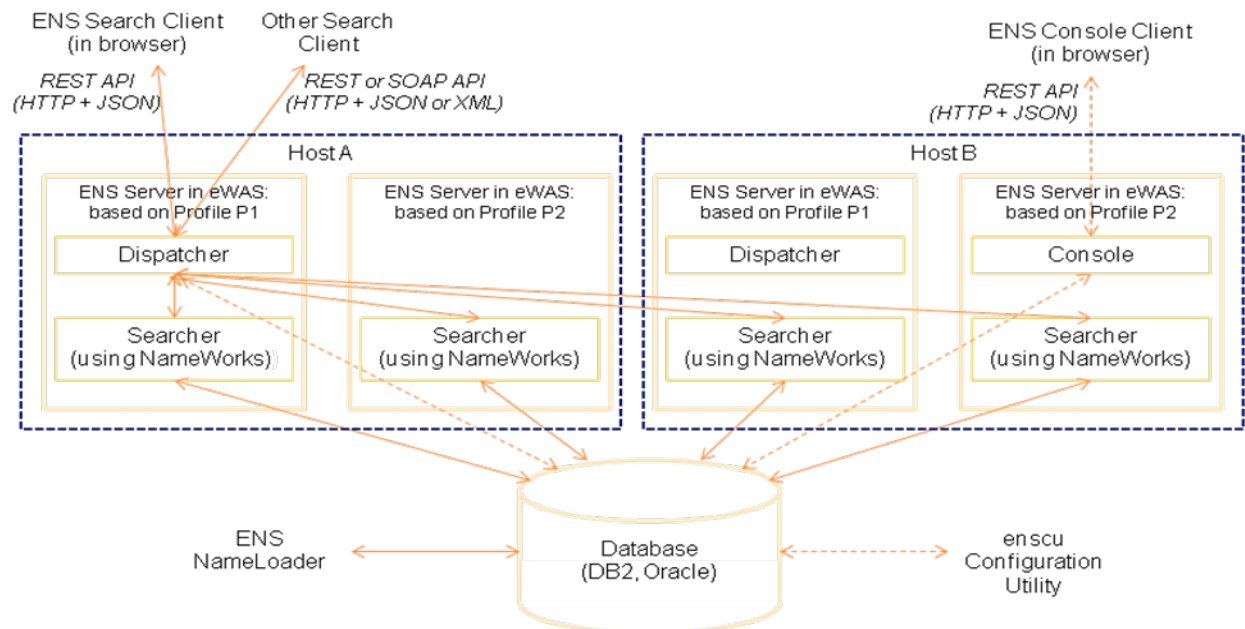 ENS Search Client
(in browser)
Other Search
Client
ENS Console Client
(in browser)
REST API
(HTTP + JSON)
REST or SOAP API
(HTTP + JSON or XML)
REST API
(HTTP + JSON)
Host A
Host B
ENS Server in eWAS:
based on Profile P1
ENS Server in eWAS:
based on Profile P2
ENS Server in eWAS:
based on Profile P1
ENS Server in eWAS:
based on Profile P2
Dispatcher
Dispatcher
Console
Searcher
(using NameWorks))
Searcher
(using NameWorks)
Searcher
(using NameWorks)
Searcher
(using NameWorks)
ENS
NameLoader
Database
(DB2, Oracle)
enscu
Configuration
Utility